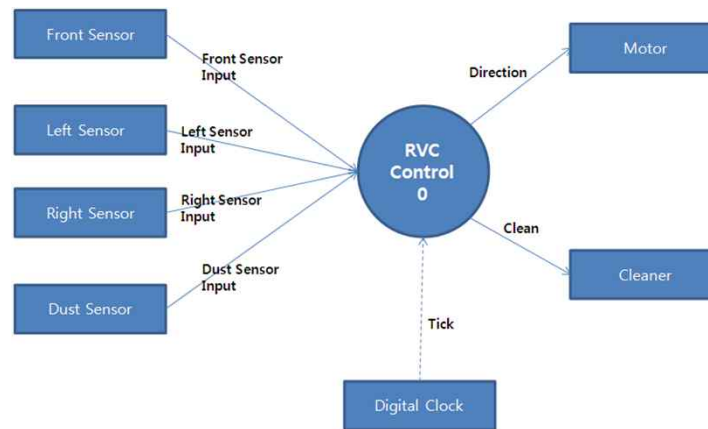 Front Sensor
Front Sensor
Input
Motor
Direction
Left Sensor
Left Sensor
Input
RVC
Control
0
Right Sensor
Right Sensor
Input
Clean
Dust Sensor
Dust Sensor
Input
Cleaner
Tick
Digital Clock